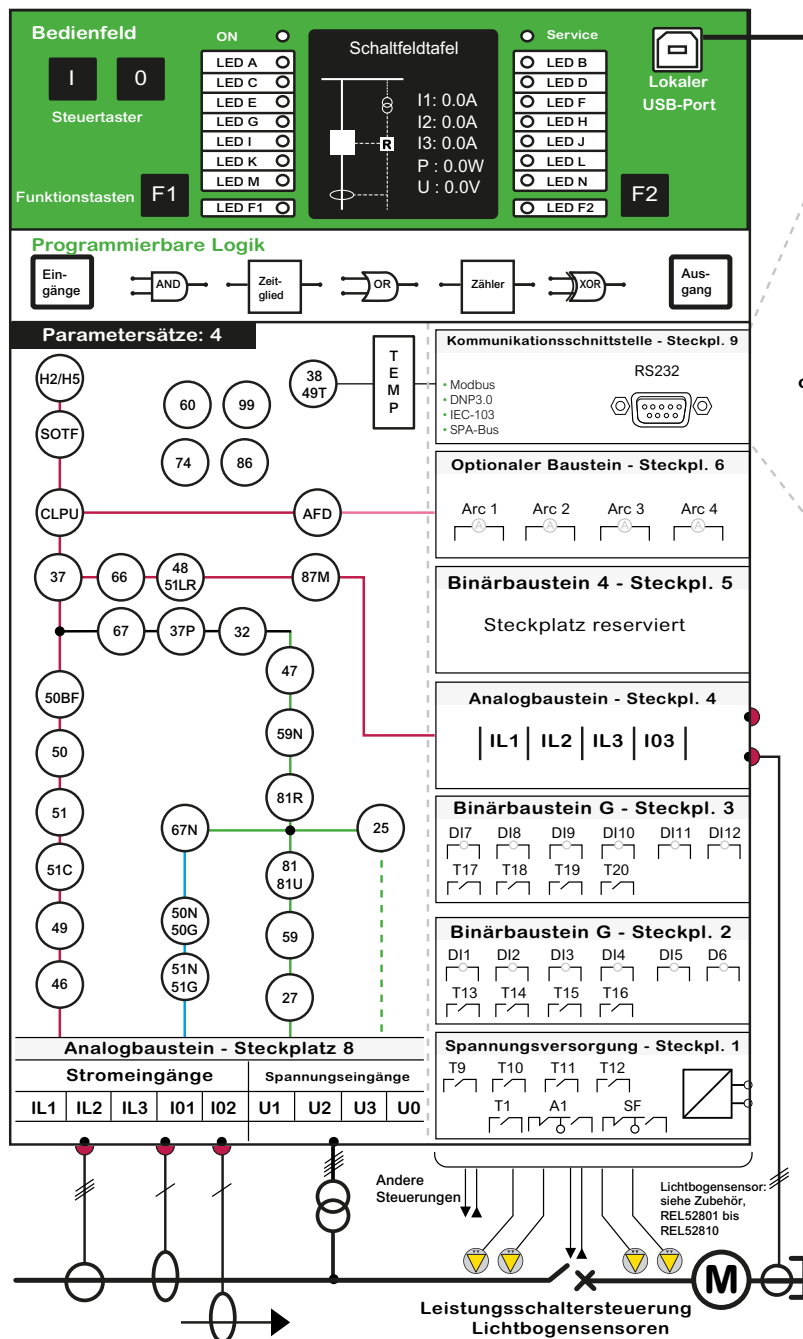 Bedienfeld
ON
Service
I
0
Steuertaster
LED A
LED C
LED E
LED G
LED I
LED K
LED M
LED F1
Schaltfeldtafel
I1: 0.0A
I2: 0.0A
I3: 0.0A
P : 0.0W
U : 0.0V
R
LED B
LED D
LED F
LED H
LED J
LED L
LED N
LED F2
Lokaler
USB-Port
Funktionstasten
F1
F2
Programmierbare Logik
Ein-
gänge
AND
Zeit-
glied
OR
Zähler
XOR
Aus-
gang
Parametersätze: 4
H2/H5
SOTF
CLPU
37
50BF
50
51
51C
49
46
60
99
74
86
38
49T
TEMP
AFD
66
48
51LR
87M
67
37P
32
47
59N
81R
67N
25
81
81U
50N
50G
59
51N
51G
27
Kommunikationsschnittstelle - Steckpl. 9
RS232
• Modbus
• DNP3.0
• IEC-103
• SPA-Bus
Optionaler Baustein - Steckpl. 6
Arc 1 Arc 2 Arc 3 Arc 4
A A A A
Binärbaustein 4 - Steckpl. 5
Steckplatz reserviert
Analogbaustein - Steckpl. 4
IL1 IL2 IL3 I03
Binärbaustein G - Steckpl. 3
DI7 DI8 DI9 DI10 DI11 DI12
T17 T18 T19 T20
Binärbaustein G - Steckpl. 2
DI1 DI2 DI3 DI4 DI5 D6
T13 T14 T15 T16
Spannungsversorgung - Steckpl. 1
T9 T10 T11 T12
T1 A1 SF
Analogbaustein - Steckplatz 8
Stromeingänge
Spannungseingänge
IL1 IL2 IL3 I01 I02 U1 U2 U3 U0
Andere
Steuerungen
Lichtbogensensor:
siehe Zubehör,
REL52801 bis
REL52810
M
Leistungsschaltersteuerung
Lichtbogensensoren